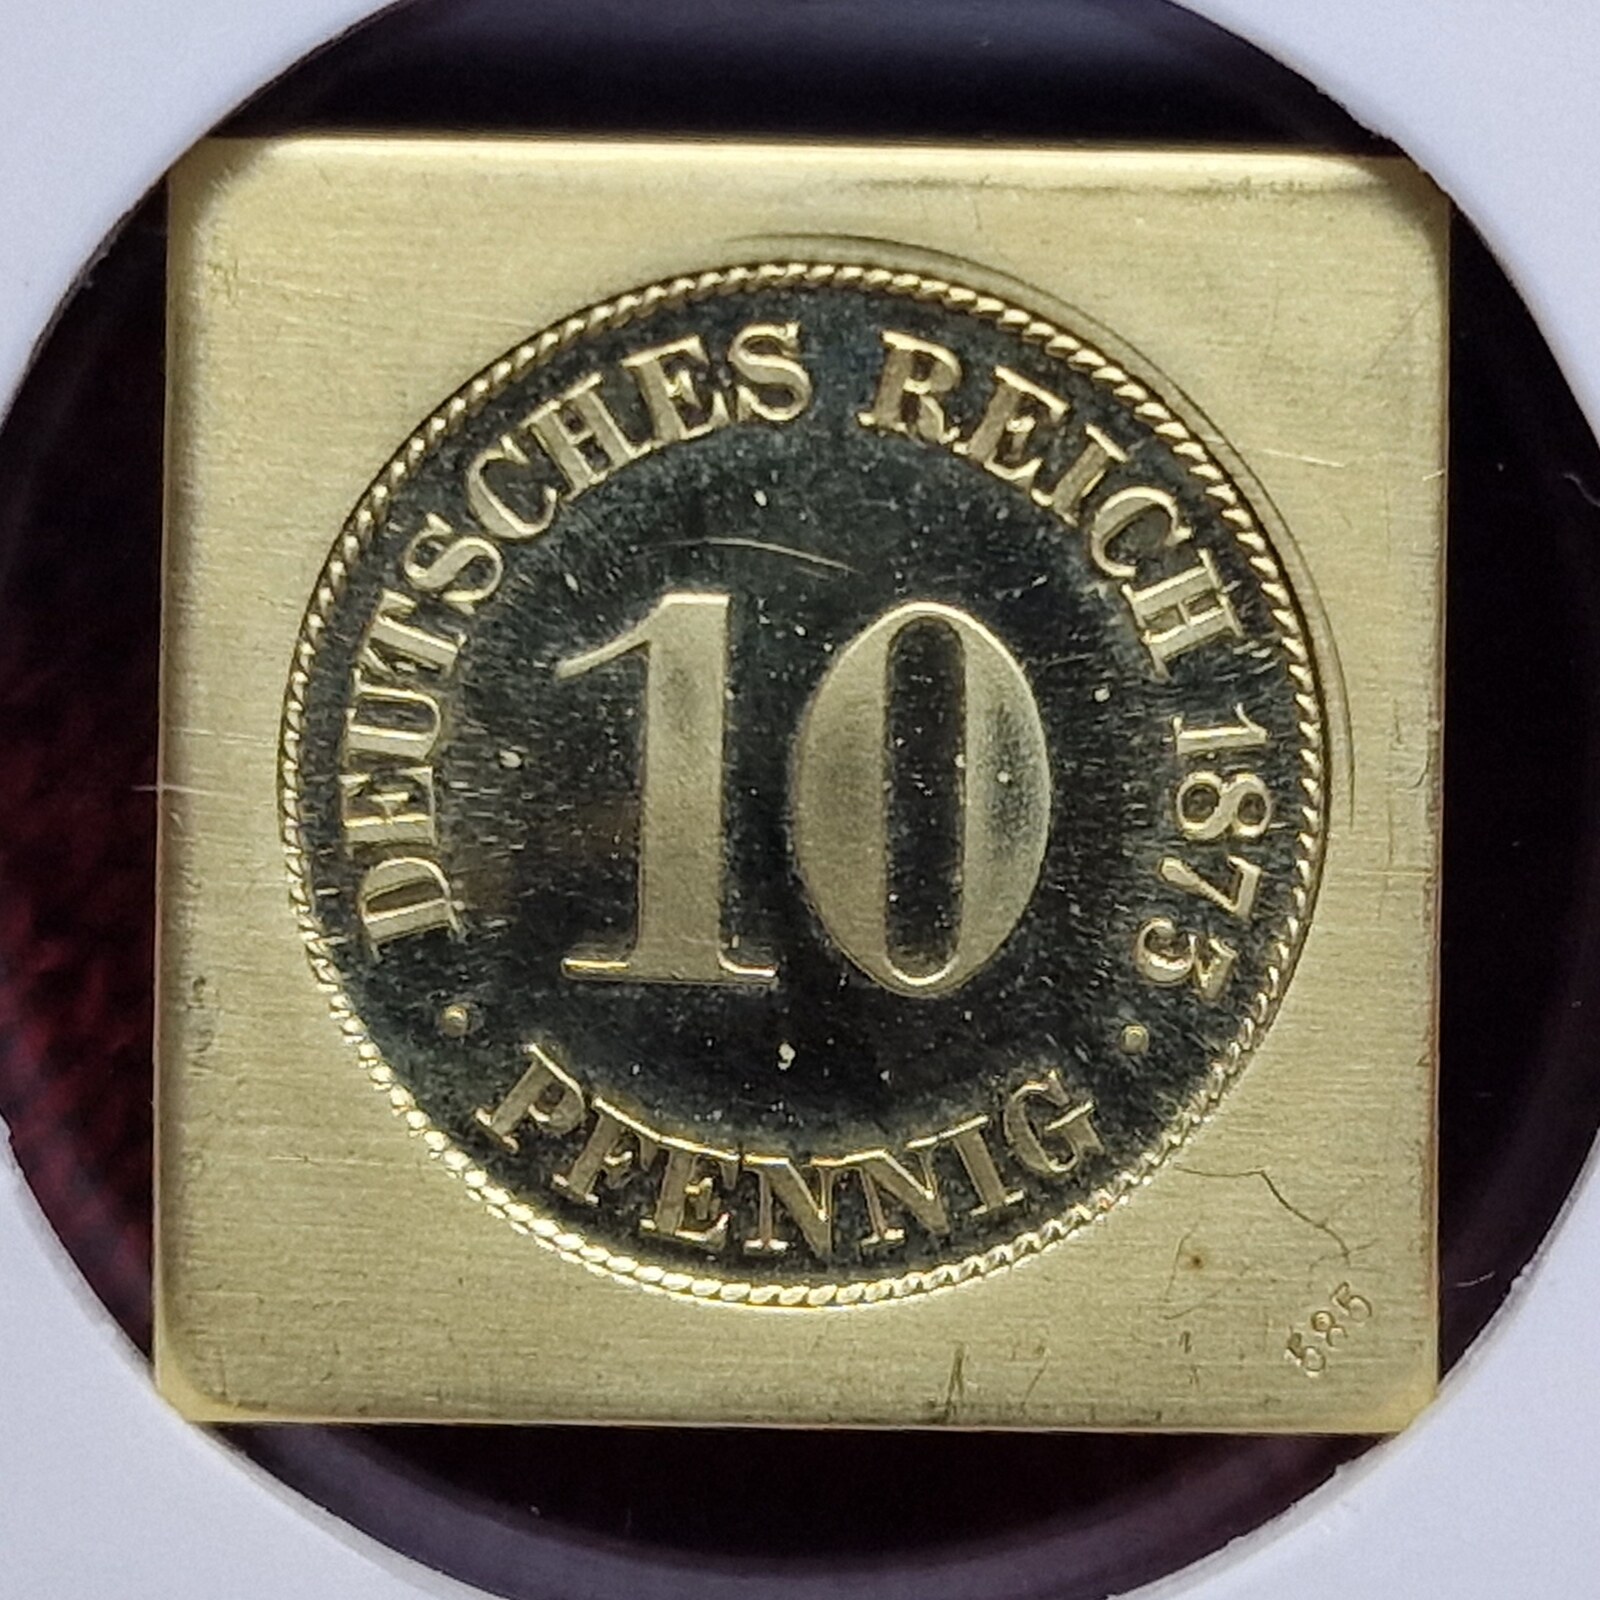 DEUTSCHES REICH 1873
10
· PFENNIG ·
585